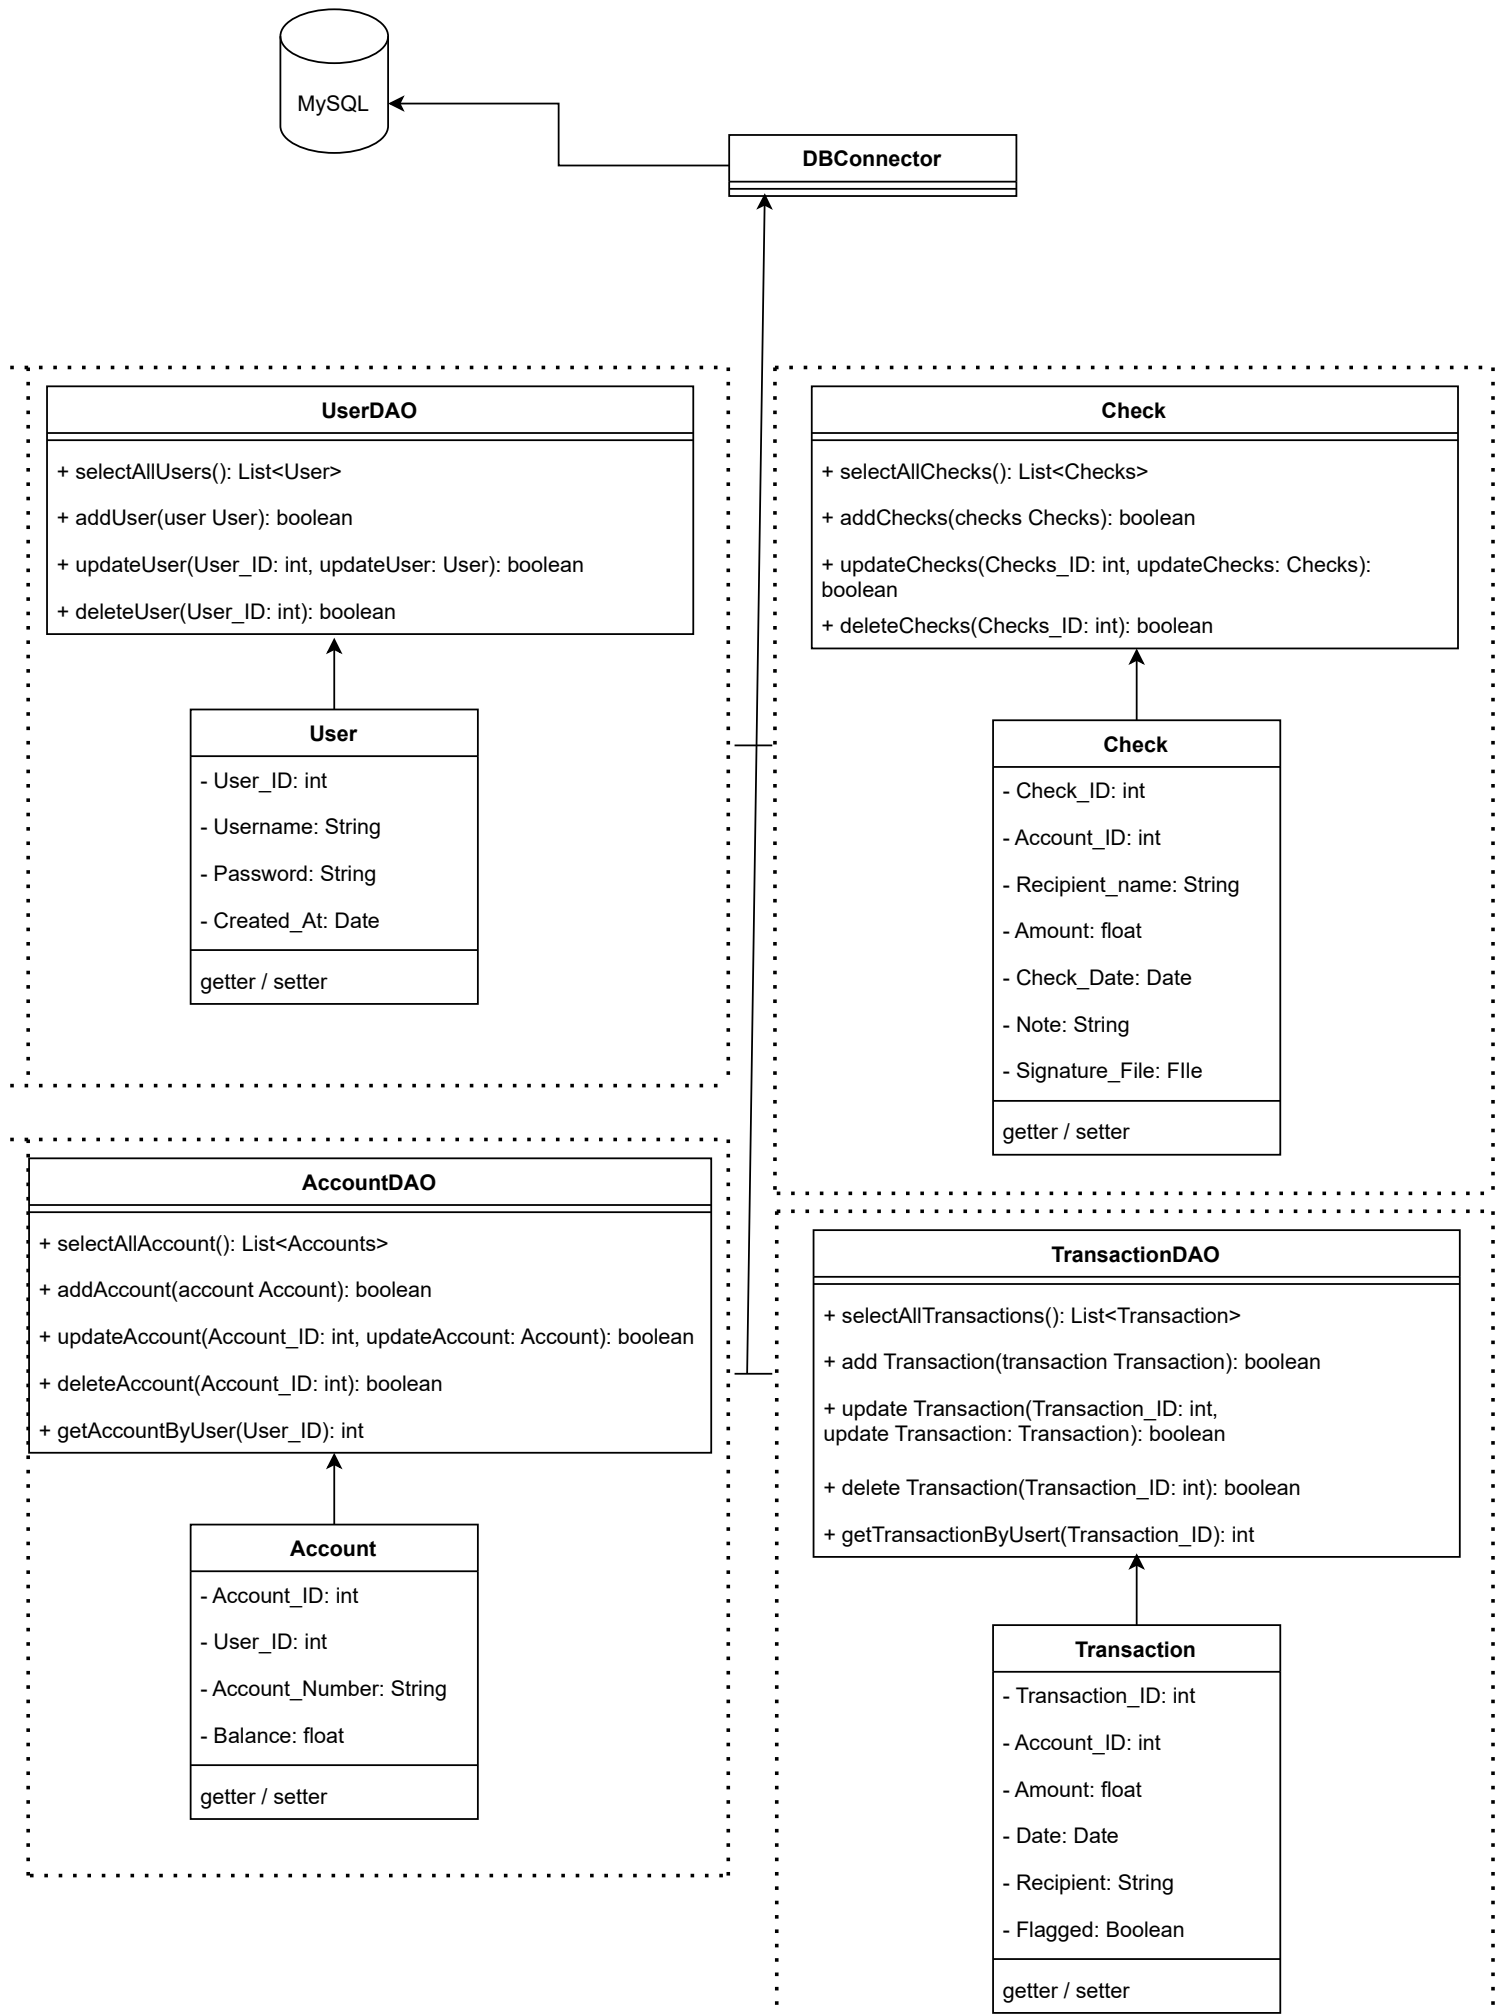 MySQL
DBConnector
UserDAO
+ selectAllUsers(): List<User>
+ addUser(user User): boolean
+ updateUser(User_ID: int, updateUser: User): boolean
+ deleteUser(User_ID: int): boolean
User
- User_ID: int
- Username: String
- Password: String
- Created_At: Date
getter / setter
Check
+ selectAllChecks(): List<Checks>
+ addChecks(checks Checks): boolean
+ updateChecks(Checks_ID: int, updateChecks: Checks):
boolean
+ deleteChecks(Checks_ID: int): boolean
Check
- Check_ID: int
- Account_ID: int
- Recipient_name: String
- Amount: float
- Check_Date: Date
- Note: String
- Signature_File: FIle
getter / setter
AccountDAO
+ selectAllAccount(): List<Accounts>
+ addAccount(account Account): boolean
+ updateAccount(Account_ID: int, updateAccount: Account): boolean
+ deleteAccount(Account_ID: int): boolean
+ getAccountByUser(User_ID): int
Account
- Account_ID: int
- User_ID: int
- Account_Number: String
- Balance: float
getter / setter
TransactionDAO
+ selectAllTransactions(): List<Transaction>
+ add Transaction(transaction Transaction): boolean
+ update Transaction(Transaction_ID: int,
update Transaction: Transaction): boolean
+ delete Transaction(Transaction_ID: int): boolean
+ getTransactionByUsert(Transaction_ID): int
Transaction
- Transaction_ID: int
- Account_ID: int
- Amount: float
- Date: Date
- Recipient: String
- Flagged: Boolean
getter / setter